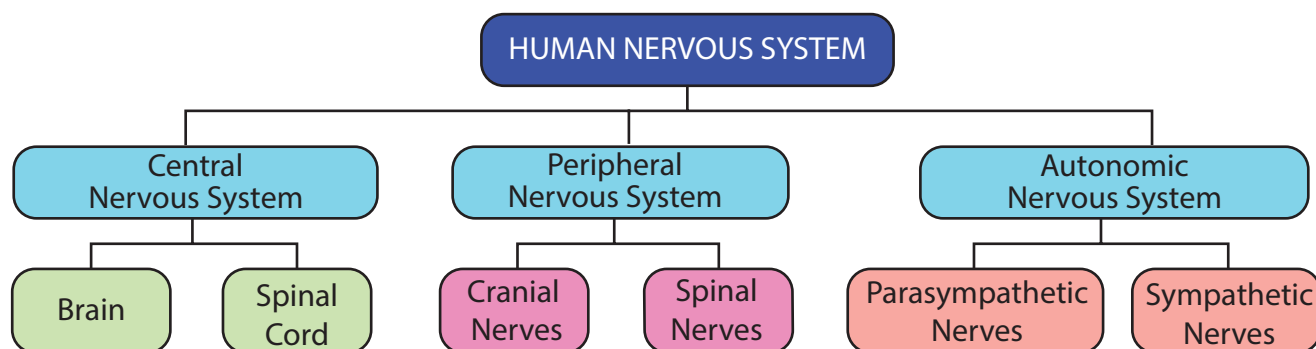 HUMAN NERVOUS SYSTEM
Central
Nervous System
Peripheral
Nervous System
Autonomic
Nervous System
Brain
Spinal
Cord
Cranial
Nerves
Spinal
Nerves
Parasympathetic
Nerves
Sympathetic
Nerves